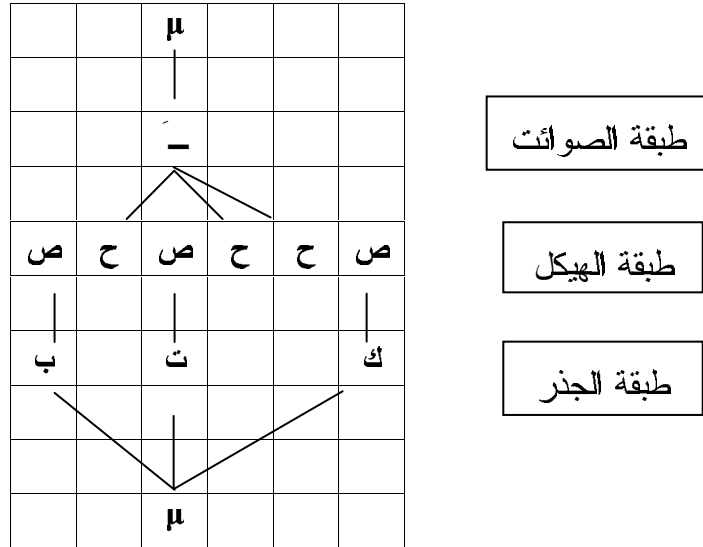 µ
ـَ
طبقة الصوائت
ص ح ح ص ح ص
طبقة الهيكل
ك ت ب
طبقة الجذر
µ